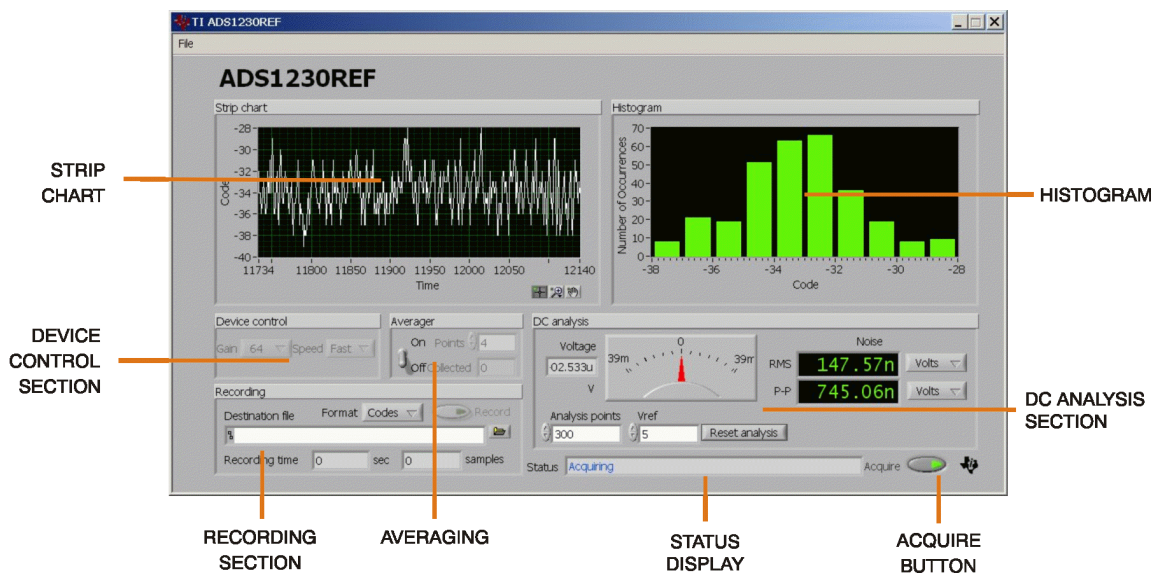 TI ADS1230REF
File
ADS1230REF
Strip chart
Code
-28
-30
-32
-34
-36
-38
-40
11734 11800 11850 11900 11950 12000 12050 12140
Time
Histogram
Number of Occurrences
70
60
50
40
30
20
10
0
-38 -36 -34 -32 -30 -28
Code
STRIP
CHART
HISTOGRAM
Device control
Gain 64 Speed Fast
Averager
On Points 4
Off Collected 0
DC analysis
Voltage
-02.533u
V
39m 0 39m
Noise
RMS 147.57n Volts
P-P 745.06n Volts
Analysis points
300
Vref
5
Reset analysis
DEVICE
CONTROL
SECTION
DC ANALYSIS
SECTION
Recording
Destination file Format Codes Record
Recording time 0 sec 0 samples
Status Acquiring Acquire
RECORDING
SECTION
AVERAGING
STATUS
DISPLAY
ACQUIRE
BUTTON